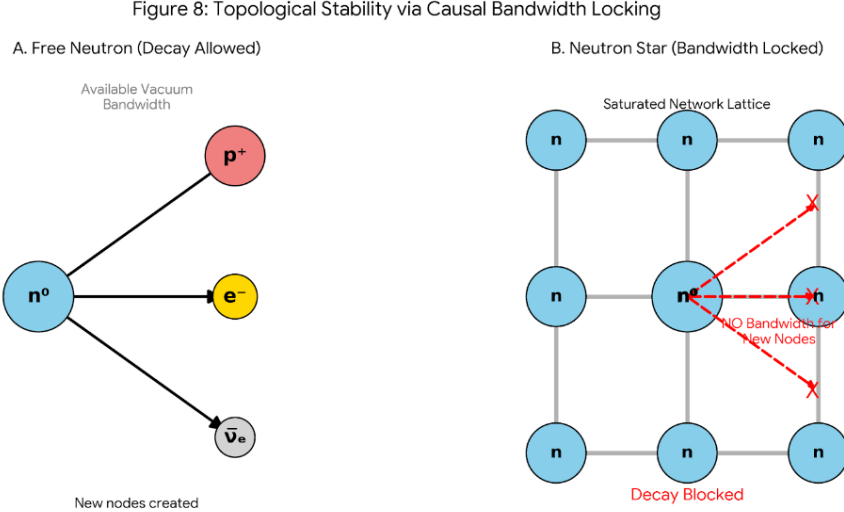 Figure 8: Topological Stability via Causal Bandwidth Locking
A. Free Neutron (Decay Allowed)
Available Vacuum
Bandwidth
p⁺
n⁰
e⁻
ν̄ₑ
New nodes created
B. Neutron Star (Bandwidth Locked)
Saturated Network Lattice
n n n
n n⁰ n
NO Bandwidth for
New Nodes
n n n
Decay Blocked